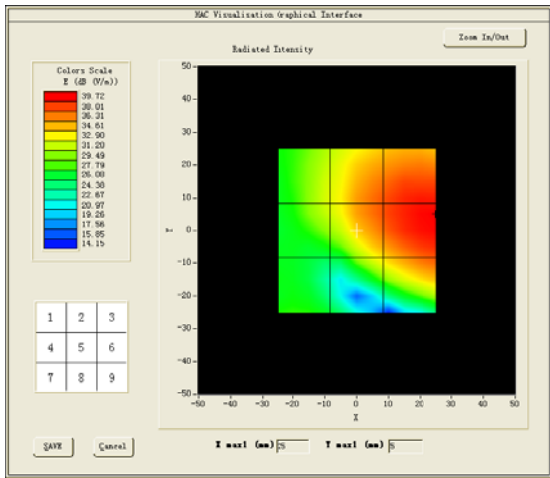 HAC Visualisation Graphical Interface
Zoom In/Out
Radiated Intensity
Colors Scale
E (dB (V/m))
39.72
38.01
36.31
34.61
32.90
31.20
29.49
27.79
26.08
24.38
22.67
20.97
19.26
17.56
15.85
14.15
50
40
30
20
10
0
-10
-20
-30
-40
-50
Y
-50 -40 -30 -20 -10 0 10 20 30 40 50
X
1 2 3
4 5 6
7 8 9
SAVE
Cancel
X max1 (mm) 25
Y max1 (mm) 5